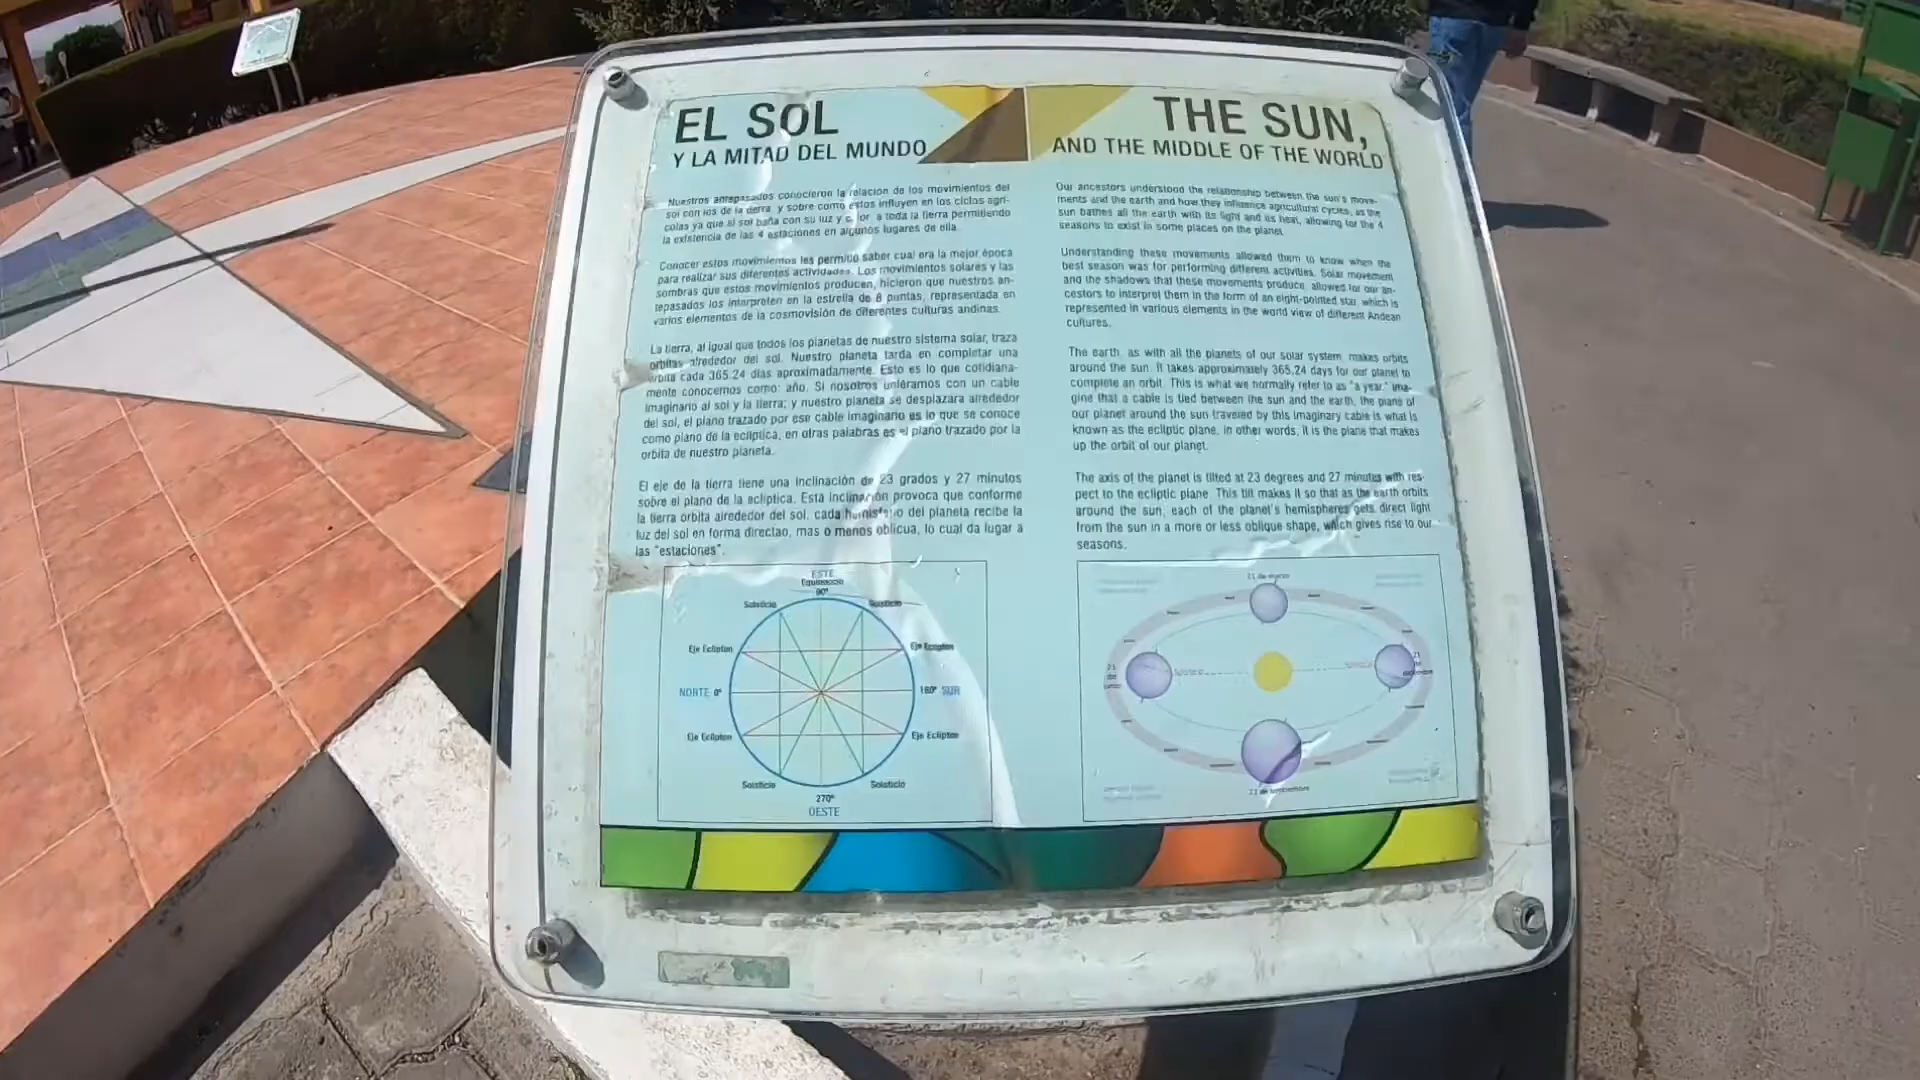 EL SOL
Y LA MITAD DEL MUNDO
Nuestros antepasados conocieron la relación de los movimientos del
sol con los de la tierra y sobre como estos influyen en los ciclos agrí-
colas ya que el sol baña con su luz y calor a toda la tierra permitiendo
la existencia de las 4 estaciones en algunos lugares de ella.
Conocer estos movimientos les permitió saber cual era la mejor época
para realizar sus diferentes actividades. Los movimientos solares y las
sombras que estos movimientos producen, hicieron que nuestros an-
tepasados los interpreten en la estrella de 8 puntas, representada en
varios elementos de la cosmovisión de diferentes culturas andinas.
La tierra, al igual que todos los planetas de nuestro sistema solar, traza
orbitas alrededor del sol. Nuestro planeta tarda en completar una
orbita cada 365.24 días aproximadamente. Esto es lo que cotidiana-
mente conocemos como: año. Si nosotros uniéramos con un cable
imaginario al sol y la tierra; y nuestro planeta se desplazara alrededor
del sol, el plano trazado por ese cable imaginario es lo que se conoce
como plano de la eclíptica, en otras palabras es el plano trazado por la
orbita de nuestro planeta.
El eje de la tierra tiene una inclinación de 23 grados y 27 minutos
sobre el plano de la eclíptica. Esta inclinación provoca que conforme
la tierra orbita alrededor del sol, cada hemisferio del planeta recibe la
luz del sol en forma directao, mas o menos oblicua, lo cual da lugar a
las "estaciones".
THE SUN,
AND THE MIDDLE OF THE WORLD
Our ancestors understood the relationship between the sun's move-
ments and the earth and how they influence agricultural cycles, as the
sun bathes all the earth with its light and its heat, allowing for the 4
seasons to exist in some places on the planet.
Understanding these movements allowed them to know when the
best season was for performing different activities. Solar movement
and the shadows that these movements produce, allowed for our an-
cestors to interpret them in the form of an eight-pointed star, which is
represented in various elements in the world view of different Andean
cultures.
The earth, as with all the planets of our solar system, makes orbits
around the sun. It takes approximately 365,24 days for our planet to
complete an orbit. This is what we normally refer to as "a year." Ima-
gine that a cable is tied between the sun and the earth, the plane of
our planet around the sun traveled by this imaginary cable is what is
known as the ecliptic plane, in other words, it is the plane that makes
up the orbit of our planet.
The axis of the planet is tilted at 23 degrees and 27 minutes with res-
pect to the ecliptic plane. This tilt makes it so that as the earth orbits
around the sun, each of the planet's hemispheres gets direct light
from the sun in a more or less oblique shape, which gives rise to our
seasons.
ESTE
Equinoccio
90º
Solsticio
Solsticio
Eje Eclipten
Eje Eclipten
NORTE 0º
180º SUR
Eje Eclipten
Eje Eclipten
Solsticio
Solsticio
270º
OESTE
21 de marzo